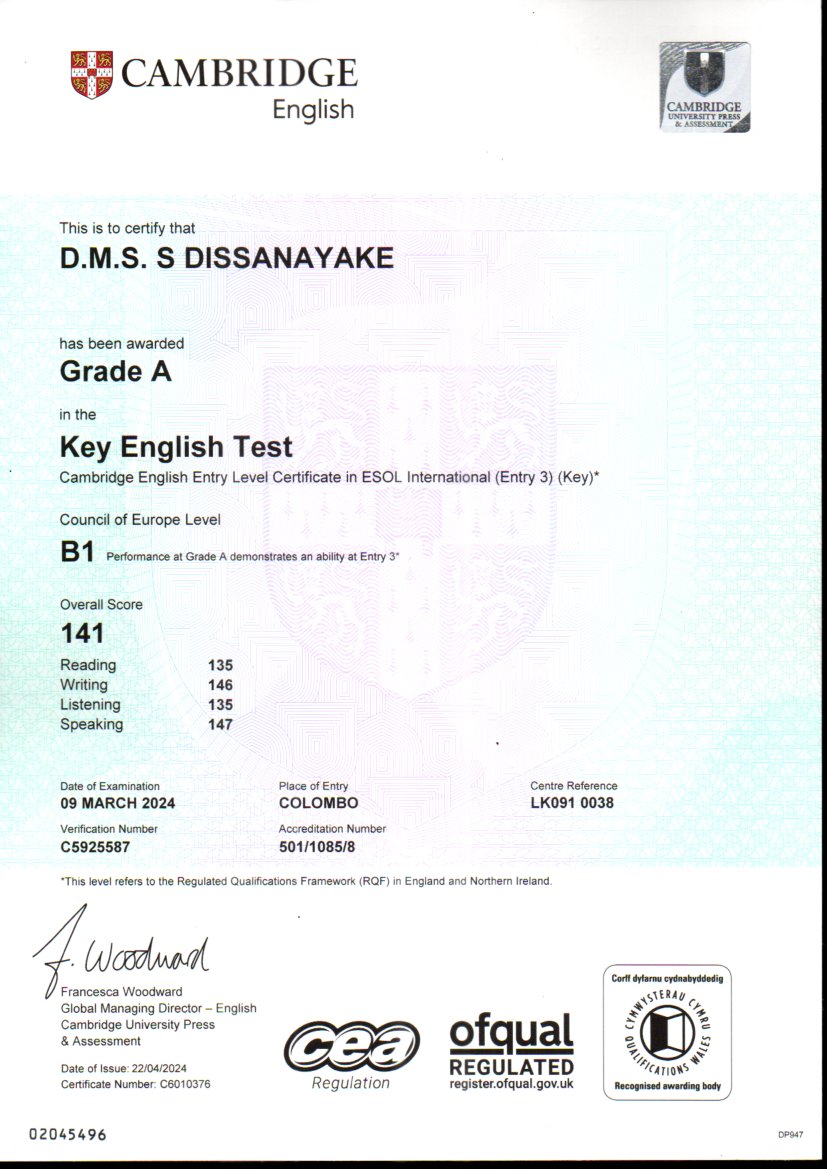 CAMBRIDGE
English
CAMBRIDGE
UNIVERSITY PRESS
& ASSESSMENT
This is to certify that
D.M.S. S DISSANAYAKE
has been awarded
Grade A
in the
Key English Test
Cambridge English Entry Level Certificate in ESOL International (Entry 3) (Key)*
Council of Europe Level
B1 Performance at Grade A demonstrates an ability at Entry 3*
Overall Score
141
Reading 135
Writing 146
Listening 135
Speaking 147
Date of Examination Place of Entry Centre Reference
09 MARCH 2024 COLOMBO LK091 0038
Verification Number Accreditation Number
C5925587 501/1085/8
*This level refers to the Regulated Qualifications Framework (RQF) in England and Northern Ireland.
F. Woodward
Francesca Woodward
Global Managing Director – English
Cambridge University Press
& Assessment
Date of Issue: 22/04/2024
Certificate Number: C6010376
cea
Regulation
ofqual
REGULATED
register.ofqual.gov.uk
Corff dyfarnu cydnabyddedig
CYMWYSTERAU CYMRU
QUALIFICATIONS WALES
Recognised awarding body
02045496
DP947